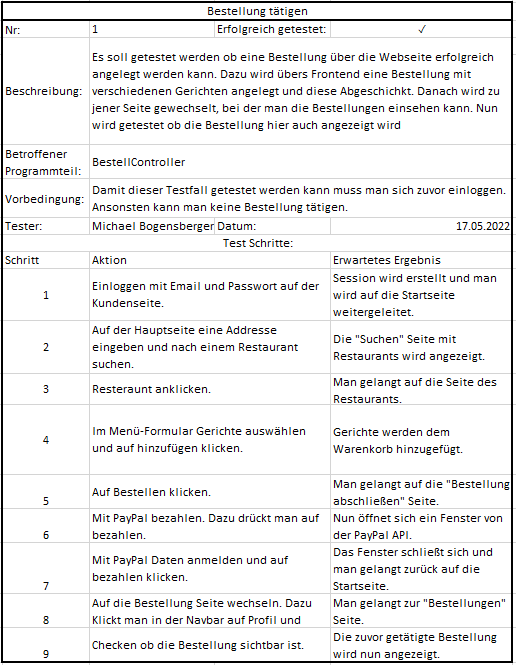 Bestellung tätigen
Nr: 1 Erfolgreich getestet: ✓
Es soll getestet werden ob eine Bestellung über die Webseite erfolgreich
angelegt werden kann. Dazu wird übers Frontend eine Bestellung mit
Beschreibung: verschiedenen Gerichten angelegt und diese Abgeschichkt. Danach wird zu
jener Seite gewechselt, bei der man die Bestellungen einsehen kann. Nun
wird getestet ob die Bestellung hier auch angezeigt wird
Betroffener
Programmteil: BestellController
Vorbedingung: Damit dieser Testfall getestet werden kann muss man sich zuvor einloggen.
Ansonsten kann man keine Bestellung tätigen.
Tester: Michael Bogensberger Datum: 17.05.2022
Test Schritte:
Schritt Aktion Erwartetes Ergebnis
1
Einloggen mit Email und Passwort auf der
Kundenseite.
Session wird erstellt und man
wird auf die Startseite
weitergeleitet.
2
Auf der Hauptseite eine Addresse
eingeben und nach einem Restaurant
suchen.
Die "Suchen" Seite mit
Restaurants wird angezeigt.
3
Resteraunt anklicken.
Man gelangt auf die Seite des
Restaurants.
4
Im Menü-Formular Gerichte auswählen
und auf hinzufügen klicken.
Gerichte werden dem
Warenkorb hinzugefügt.
5
Auf Bestellen klicken.
Man gelangt auf die "Bestellung
abschließen" Seite.
6
Mit PayPal bezahlen. Dazu drückt man auf
bezahlen.
Nun öffnet sich ein Fenster von
der PayPal API.
7
Mit PayPal Daten anmelden und auf
bezahlen klicken.
Das Fenster schließt sich und
man gelangt zurück auf die
Startseite.
8
Auf die Bestellung Seite wechseln. Dazu
Klickt man in der Navbar auf Profil und
Man gelangt zur "Bestellungen"
Seite.
9
Checken ob die Bestellung sichtbar ist.
Die zuvor getätigte Bestellung
wird nun angezeigt.